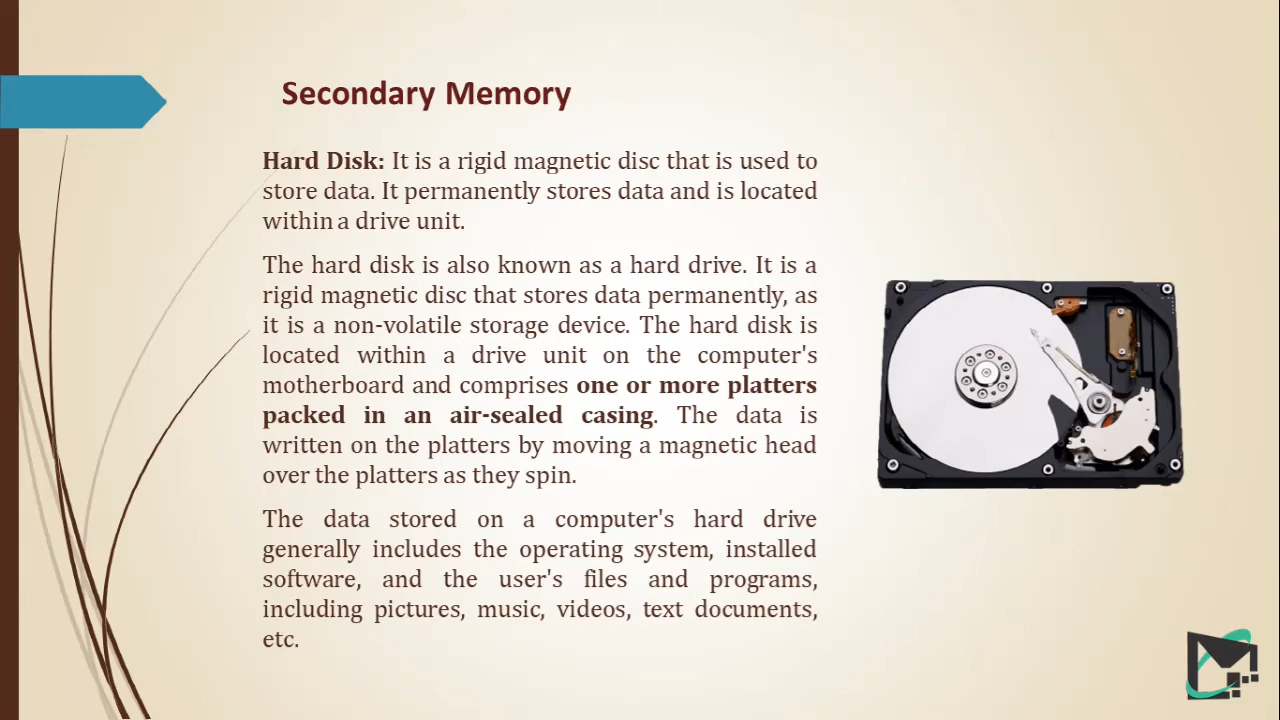 Secondary Memory
Hard Disk: It is a rigid magnetic disc that is used to
store data. It permanently stores data and is located
within a drive unit.
The hard disk is also known as a hard drive. It is a
rigid magnetic disc that stores data permanently, as
it is a non-volatile storage device. The hard disk is
located within a drive unit on the computer's
motherboard and comprises one or more platters
packed in an air-sealed casing. The data is
written on the platters by moving a magnetic head
over the platters as they spin.
The data stored on a computer's hard drive
generally includes the operating system, installed
software, and the user's files and programs,
including pictures, music, videos, text documents,
etc.